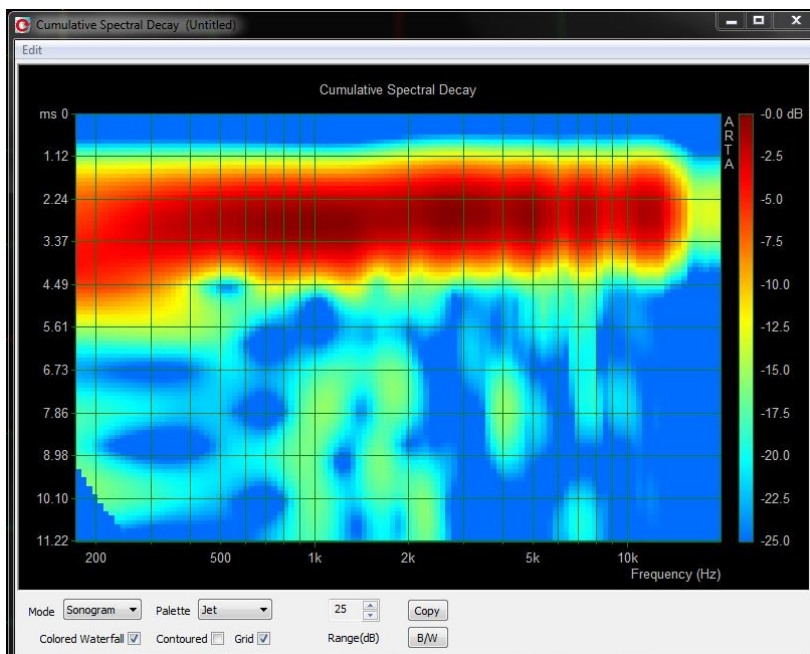 Cumulative Spectral Decay (Untitled)
Edit
Cumulative Spectral Decay
ms 0
1.12
2.24
3.37
4.49
5.61
6.73
7.86
8.98
10.10
11.22
200 500 1k 2k 5k 10k
Frequency (Hz)
ARTA
-0.0 dB
-2.5
-5.0
-7.5
-10.0
-12.5
-15.0
-17.5
-20.0
-22.5
-25.0
Mode Sonogram Palette Jet 25 Copy
Colored Waterfall Contoured Grid Range(dB) B/W